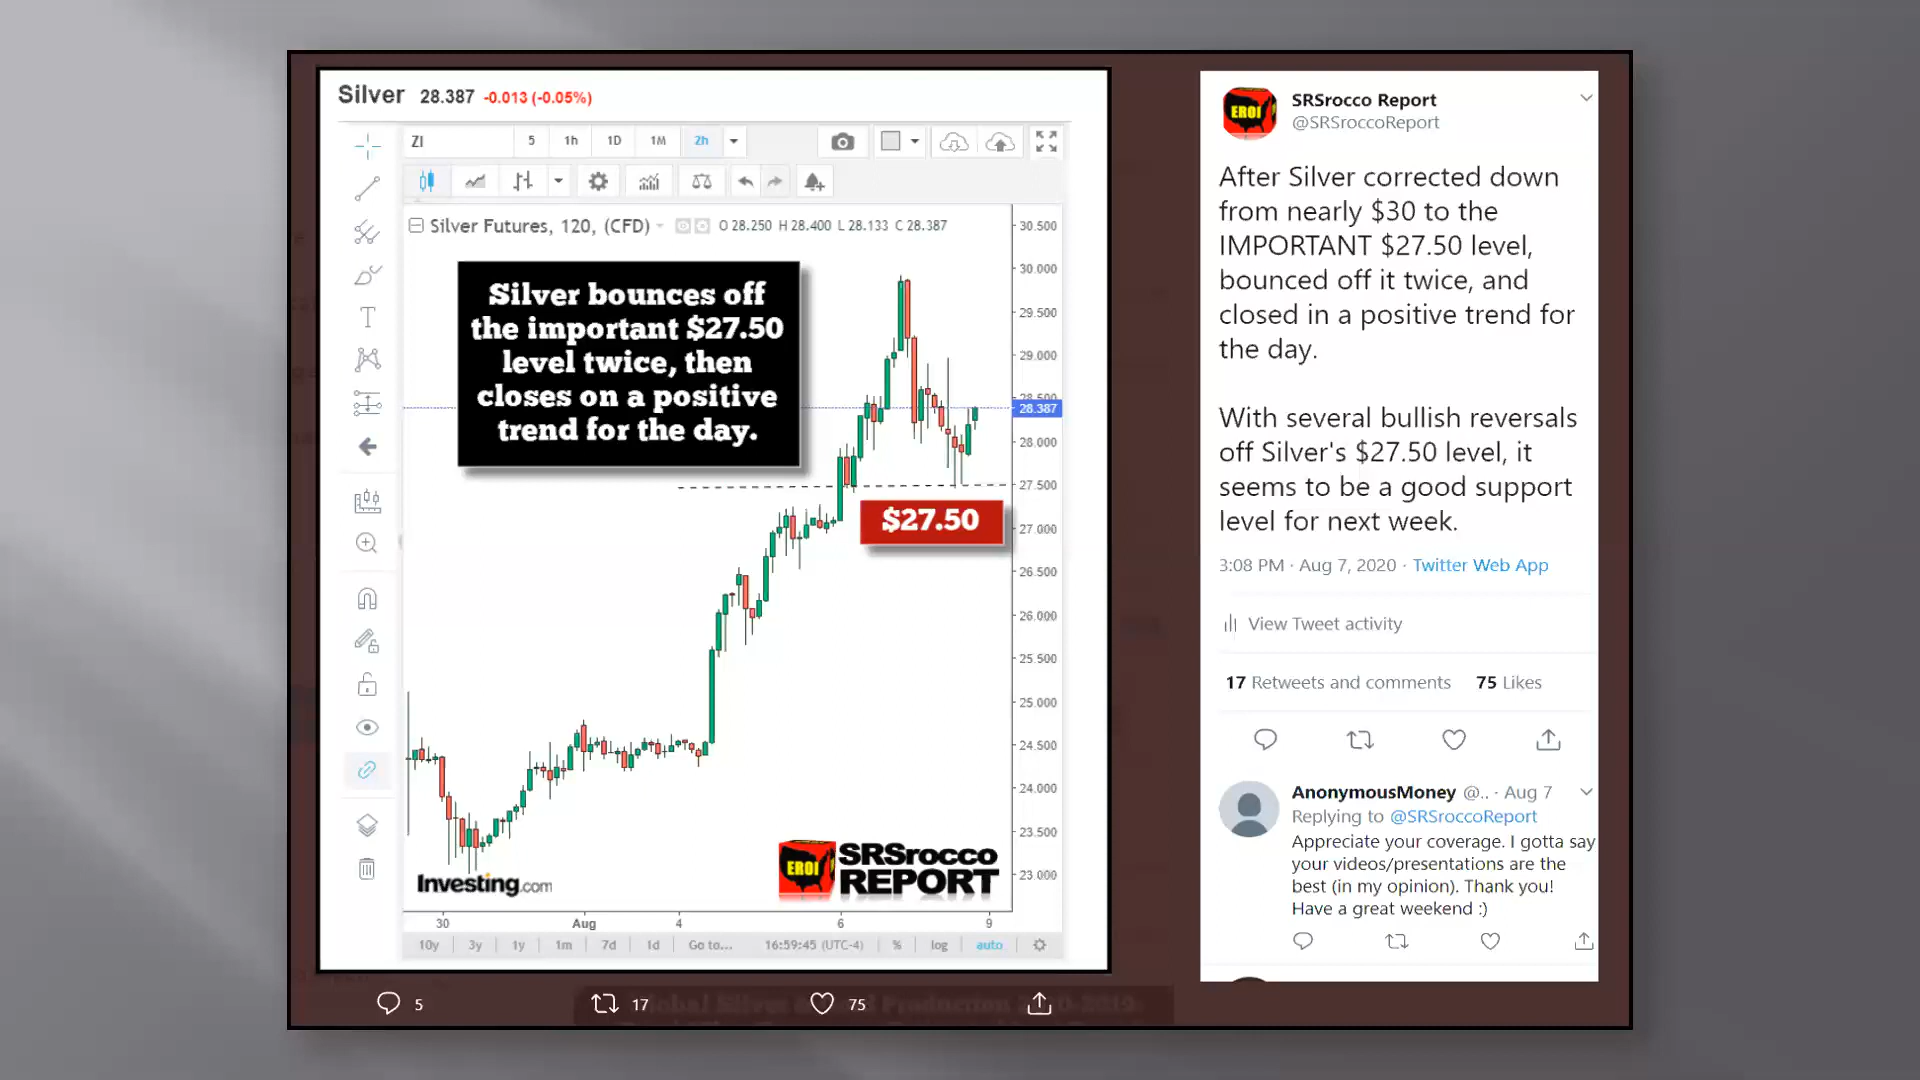 Silver 28.387 -0.013 (-0.05%)
ZI 5 1h 1D 1M 2h
Silver Futures, 120, (CFD) O 28.250 H 28.400 L 28.133 C 28.387
Silver bounces off
the important $27.50
level twice, then
closes on a positive
trend for the day.
30.500
30.000
29.500
29.000
28.500
28.387
28.000
27.500
$27.50
27.000
26.500
26.000
25.500
25.000
24.500
24.000
23.500
23.000
Investing.com
EROI
SRSrocco
REPORT
30 Aug 4 6 9
10y 3y 1y 1m 7d 1d Go to... 16:59:45 (UTC-4) % log auto
5 17 75
EROI
SRSrocco Report
@SRSroccoReport
After Silver corrected down
from nearly $30 to the
IMPORTANT $27.50 level,
bounced off it twice, and
closed in a positive trend for
the day.
With several bullish reversals
off Silver's $27.50 level, it
seems to be a good support
level for next week.
3:08 PM · Aug 7, 2020 · Twitter Web App
View Tweet activity
17 Retweets and comments 75 Likes
AnonymousMoney @.. · Aug 7
Replying to @SRSroccoReport
Appreciate your coverage. I gotta say
your videos/presentations are the
best (in my opinion). Thank you!
Have a great weekend :)